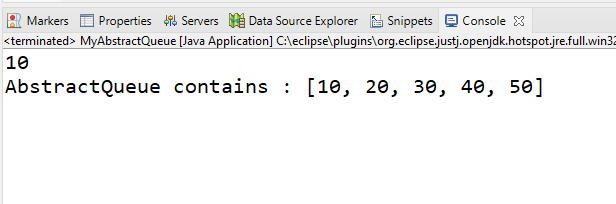 Markers Properties Servers Data Source Explorer Snippets Console
<terminated> MyAbstractQueue [Java Application] C:\eclipse\plugins\org.eclipse.justj.openjdk.hotspot.jre.full.win32
10
AbstractQueue contains : [10, 20, 30, 40, 50]